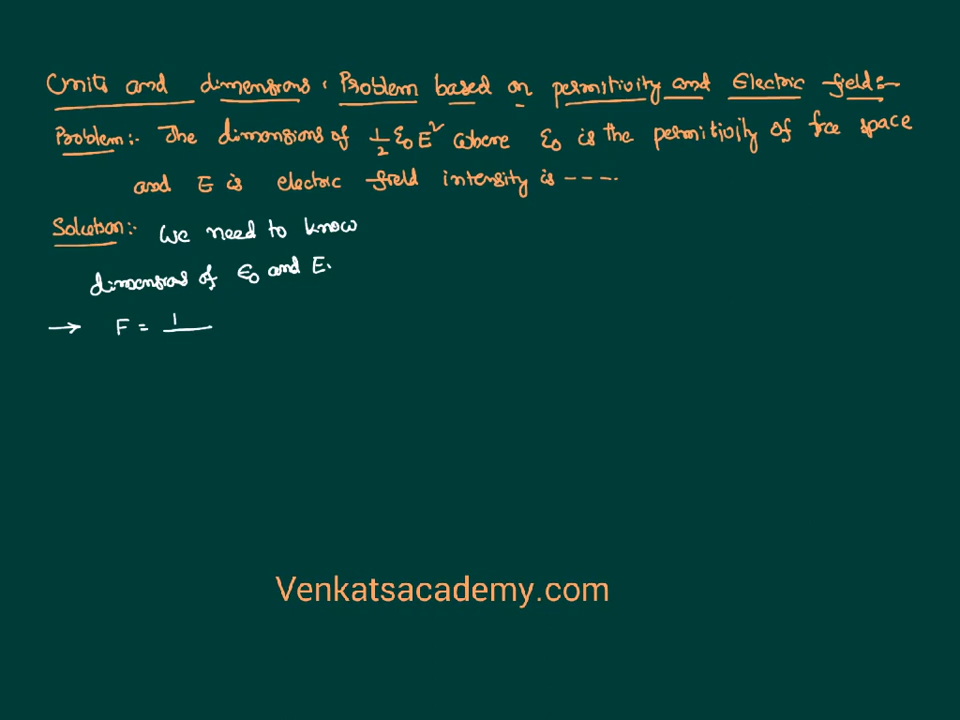 Units and dimensions : Problem based on permitivity and Electric field:-
Problem:- The dimensions of 1/2 ε₀ E² where ε₀ is the permitivity of free space
and E is electric field intensity is ----
Solution:- We need to know
dimensions of ε₀ and E.
→ F = 1/
Venkatsacademy.com